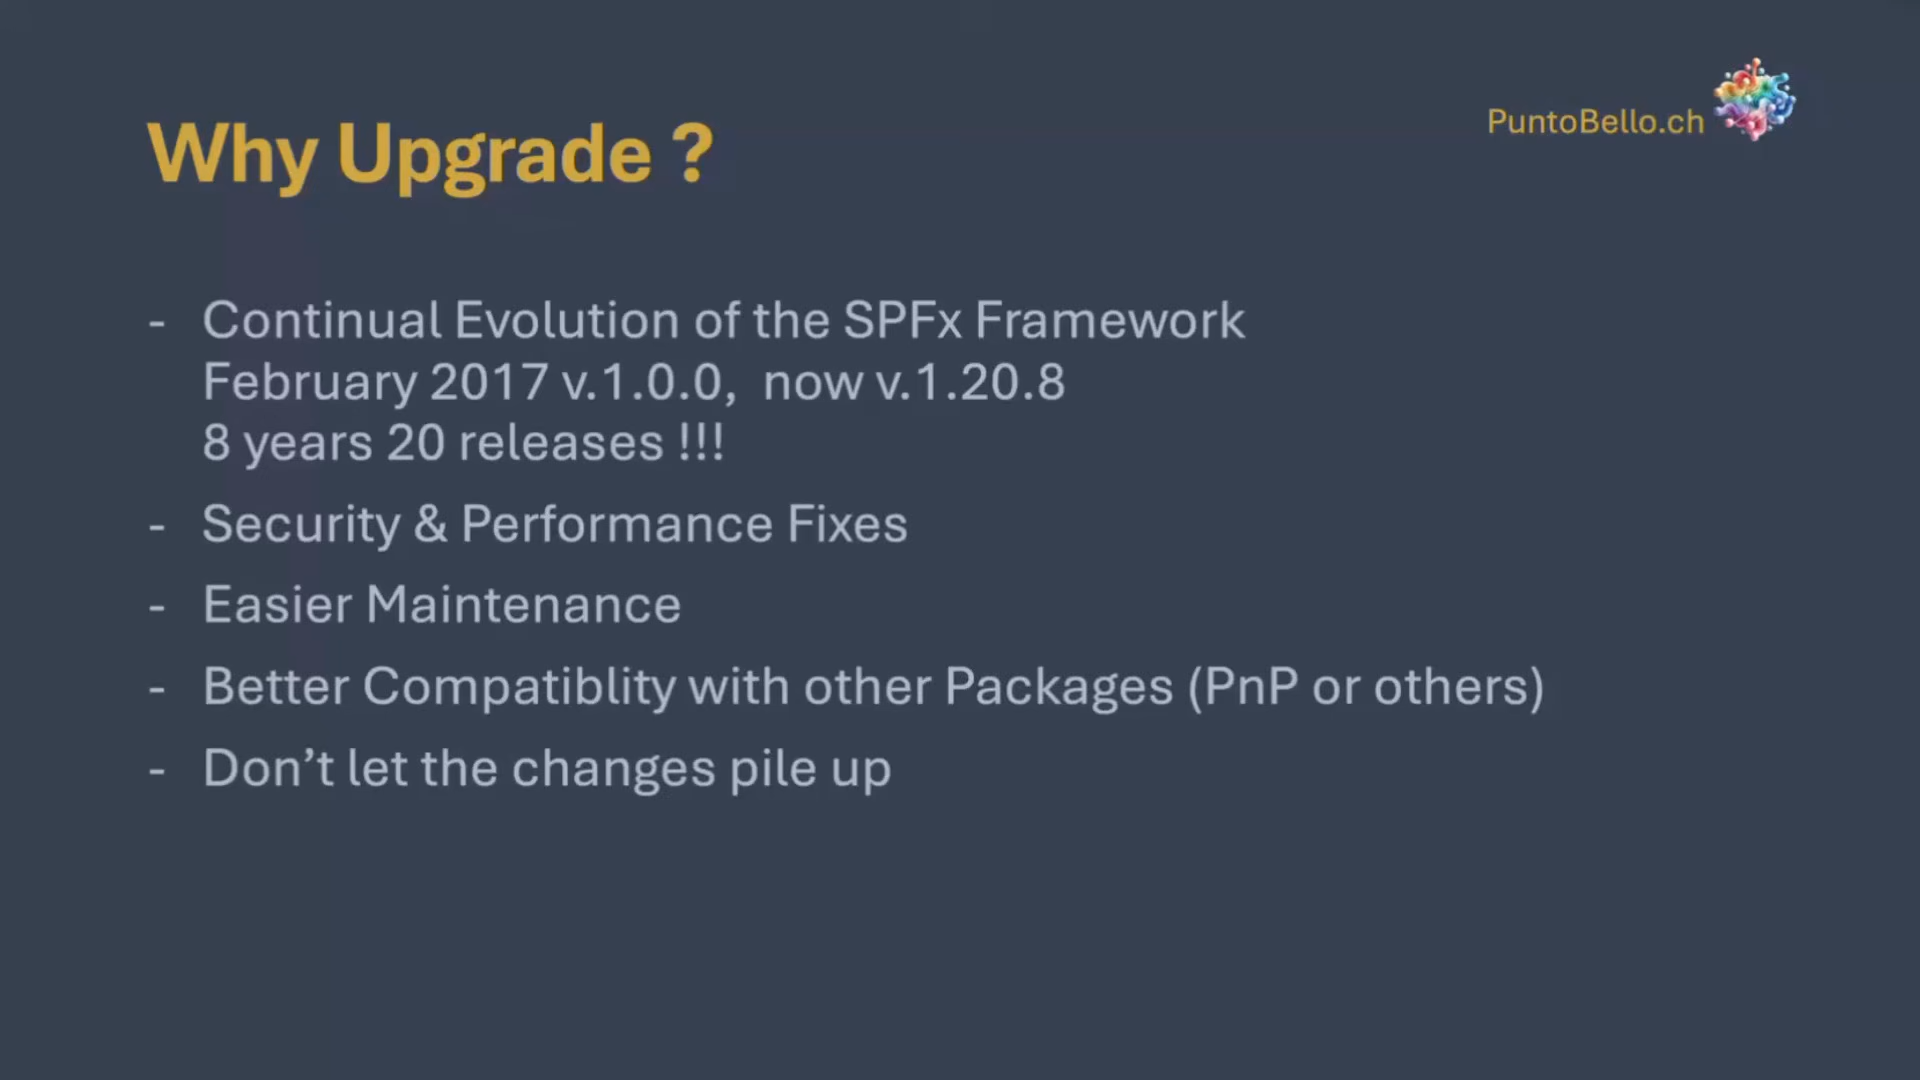 PuntoBello.ch
Why Upgrade ?
- Continual Evolution of the SPFx Framework
February 2017 v.1.0.0,  now v.1.20.8
8 years 20 releases !!!
- Security & Performance Fixes
- Easier Maintenance
- Better Compatiblity with other Packages (PnP or others)
- Don’t let the changes pile up